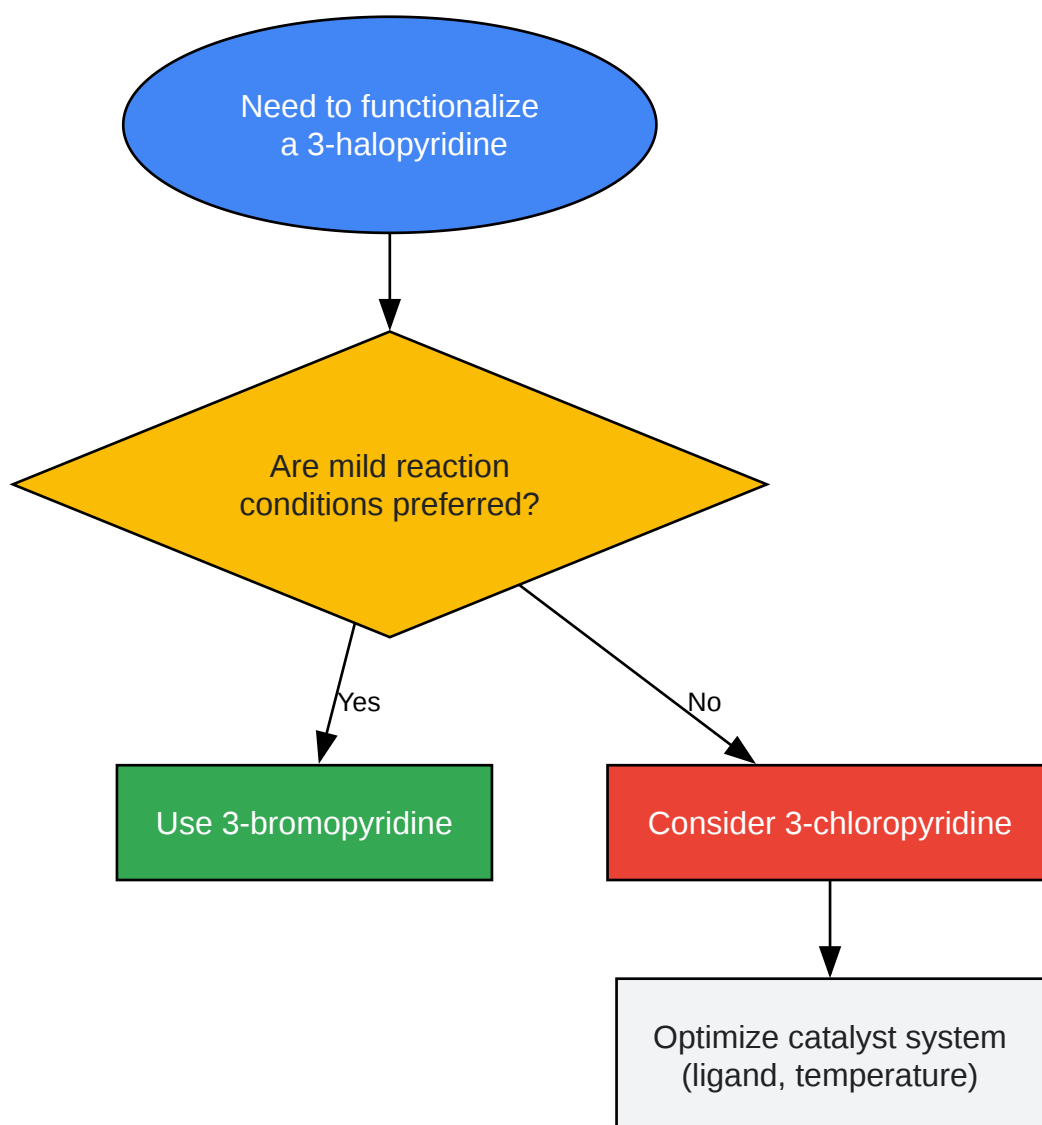 Need to functionalize
a 3-halopyridine
Are mild reaction
conditions preferred?
Yes
No
Use 3-bromopyridine
Consider 3-chloropyridine
Optimize catalyst system
(ligand, temperature)